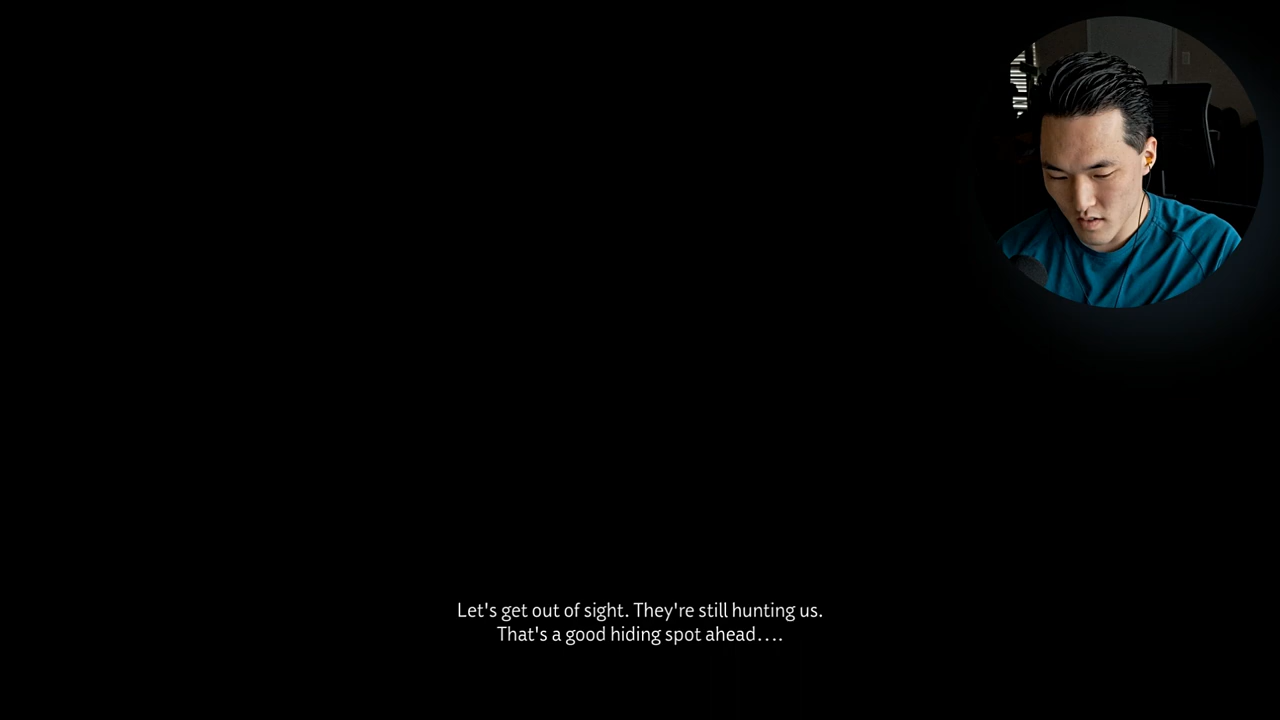 Let's get out of sight. They're still hunting us.
That's a good hiding spot ahead....